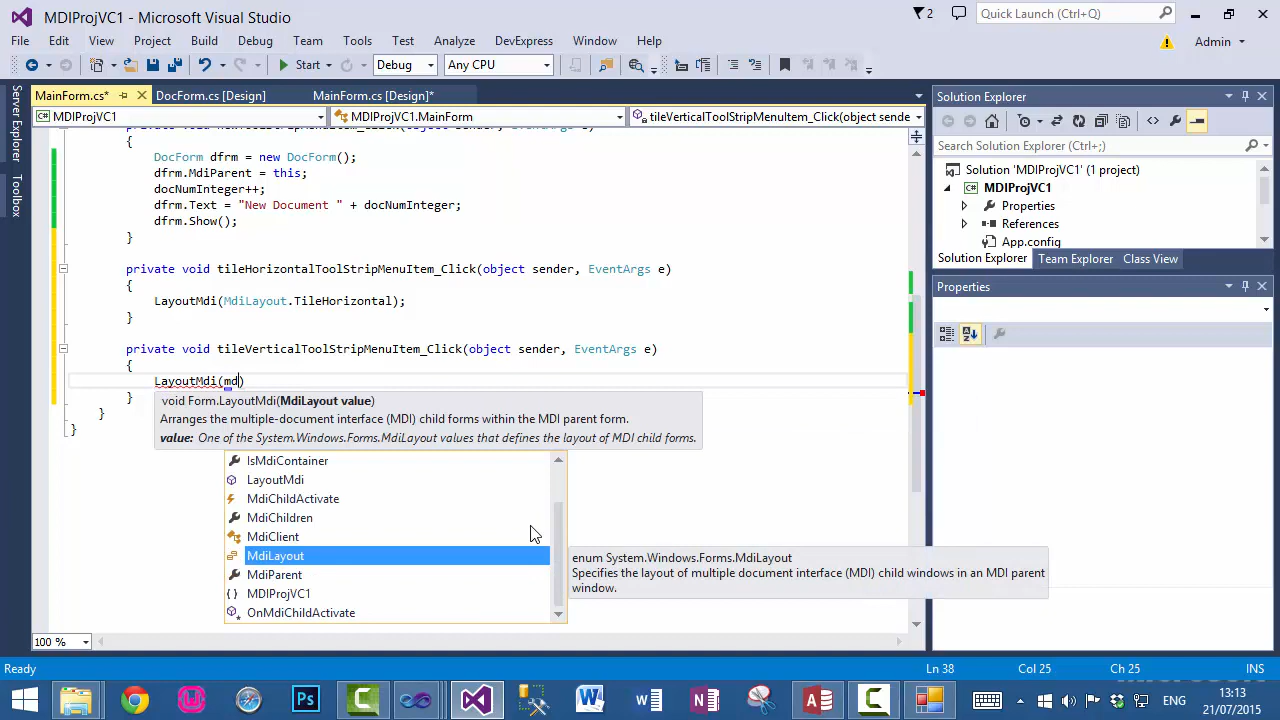 MDIProjVC1 - Microsoft Visual Studio
2
Quick Launch (Ctrl+Q)
File Edit View Project Build Debug Team Tools Test Analyze DevExpress Window Help
Admin
Start Debug Any CPU
Server Explorer
Toolbox
MainForm.cs* DocForm.cs [Design] MainForm.cs [Design]*
MDIProjVC1 MDIProjVC1.MainForm tileVerticalToolStripMenuItem_Click(object sende
{
DocForm dfrm = new DocForm();
dfrm.MdiParent = this;
docNumInteger++;
dfrm.Text = "New Document " + docNumInteger;
dfrm.Show();
}
private void tileHorizontalToolStripMenuItem_Click(object sender, EventArgs e)
{
LayoutMdi(MdiLayout.TileHorizontal);
}
private void tileVerticalToolStripMenuItem_Click(object sender, EventArgs e)
{
LayoutMdi(md)
}
}
}
void Form.LayoutMdi(MdiLayout value)
Arranges the multiple-document interface (MDI) child forms within the MDI parent form.
value: One of the System.Windows.Forms.MdiLayout values that defines the layout of MDI child forms.
IsMdiContainer
LayoutMdi
MdiChildActivate
MdiChildren
MdiClient
MdiLayout
MdiParent
MDIProjVC1
OnMdiChildActivate
enum System.Windows.Forms.MdiLayout
Specifies the layout of multiple document interface (MDI) child windows in an MDI parent
window.
100 %
Solution Explorer
Search Solution Explorer (Ctrl+;)
Solution 'MDIProjVC1' (1 project)
MDIProjVC1
Properties
References
App.config
Solution Explorer Team Explorer Class View
Properties
Ready Ln 38 Col 25 Ch 25 INS
ENG
13:13
21/07/2015